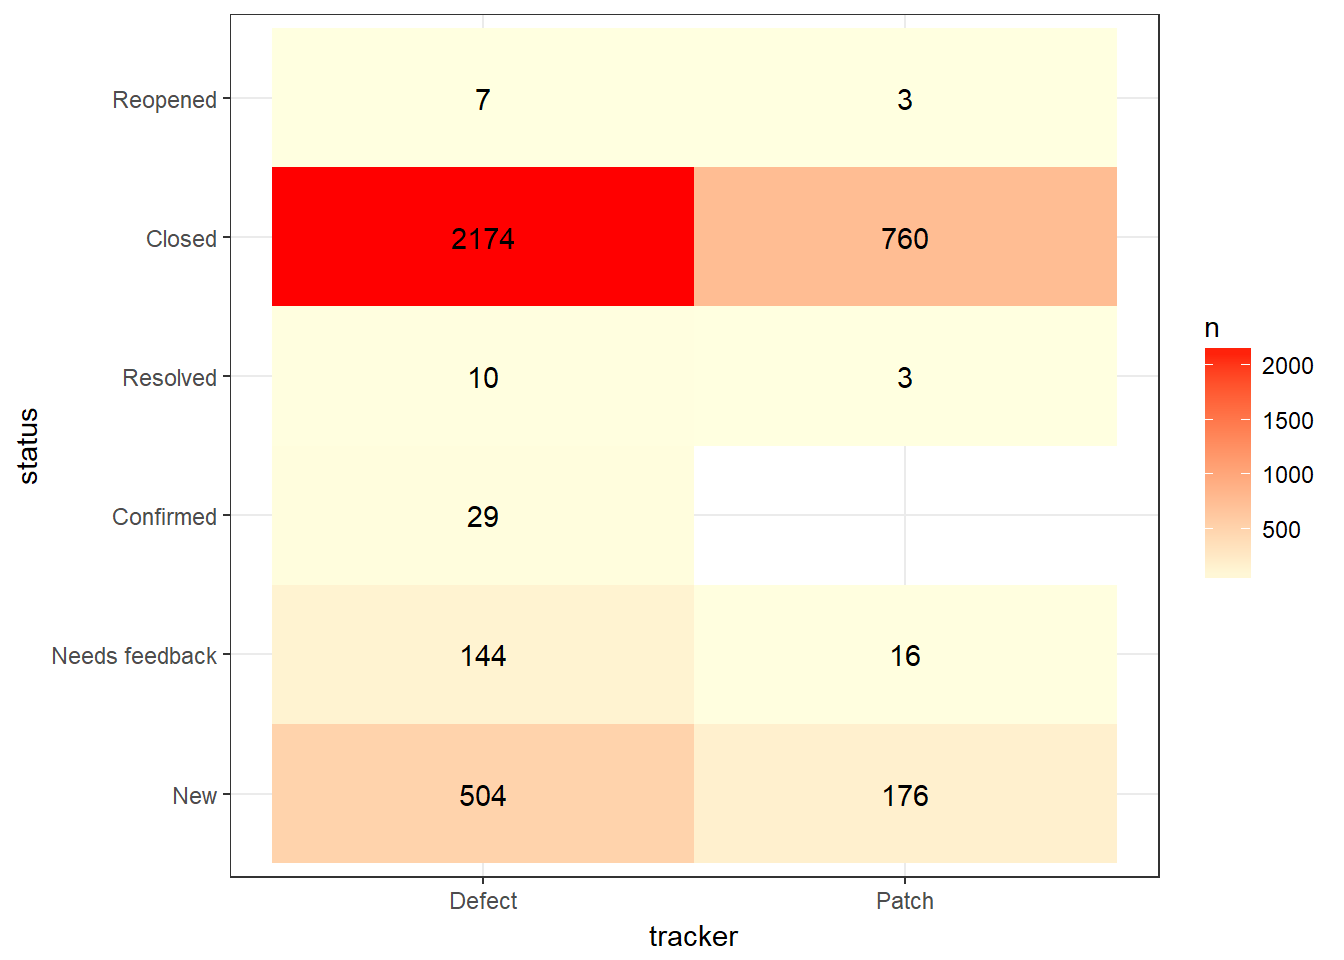 Reopened 7 3
Closed 2174 760
Resolved 10 3
Confirmed 29
Needs feedback 144 16
New 504 176
Defect Patch
tracker
status
n
2000
1500
1000
500